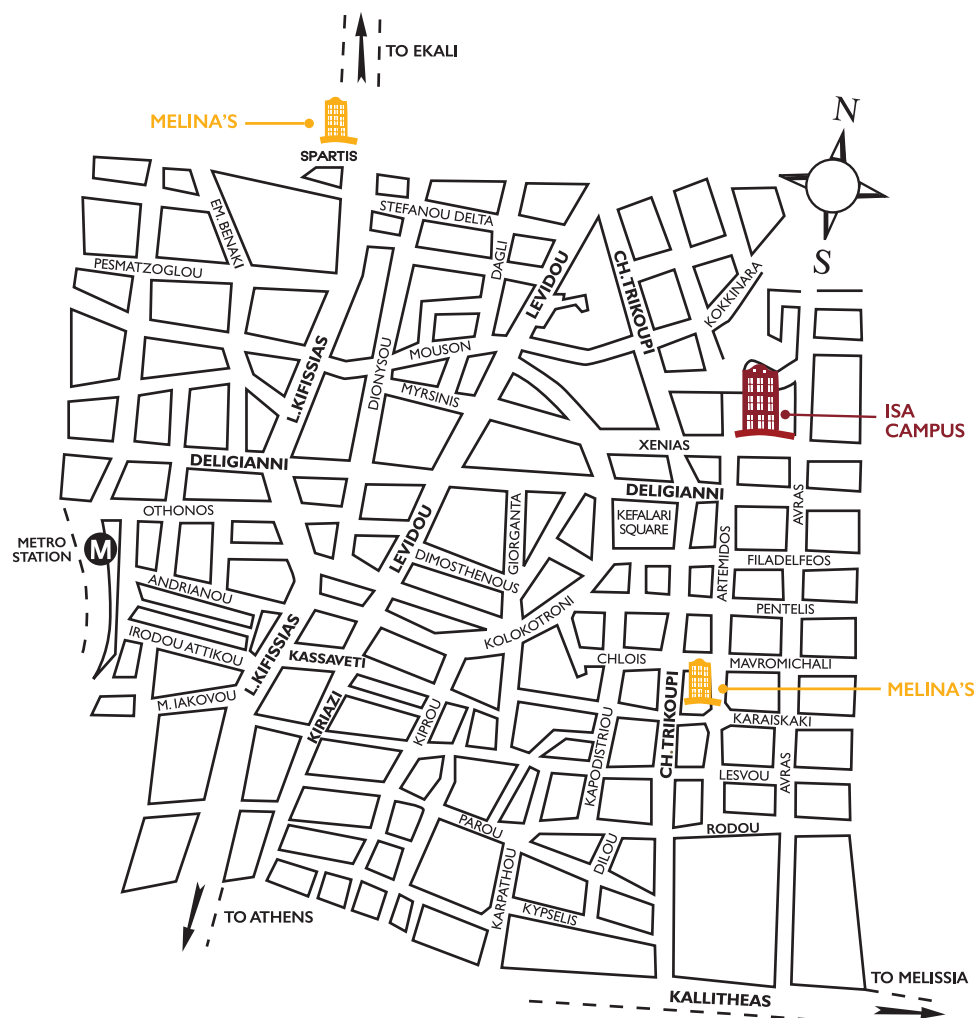 TO EKALI
MELINA'S
N
SPARTIS
EM. BENAKI
STEFANOU DELTA
DAGLI
LEVIDOU
CH.TRIKOUPI
KOKKINARA
S
PESMATZOGLOU
L.KIFISSIAS
DIONYSOU
MOUSON
MYRSINIS
ISA
CAMPUS
XENIAS
DELIGIANNI
DELIGIANNI
OTHONOS
LEVIDOU
GIORGANTA
KEFALARI
SQUARE
ARTEMIDOS
AVRAS
METRO
STATION
M
DIMOSTHENOUS
FILADELFEOS
ANDRIANOU
PENTELIS
KOLOKOTRONI
IRODOU ATTIKOU
L.KIFISSIAS
KASSAVETI
CHLOIS
MAVROMICHALI
M. IAKOVOU
KIRIAZI
KIPROU
KAPODISTRIOU
CH.TRIKOUPI
MELINA'S
KARAISKAKI
LESVOU
AVRAS
PAROU
RODOU
DILOU
KARPATHOU
KYPSELIS
TO ATHENS
TO MELISSIA
KALLITHEAS